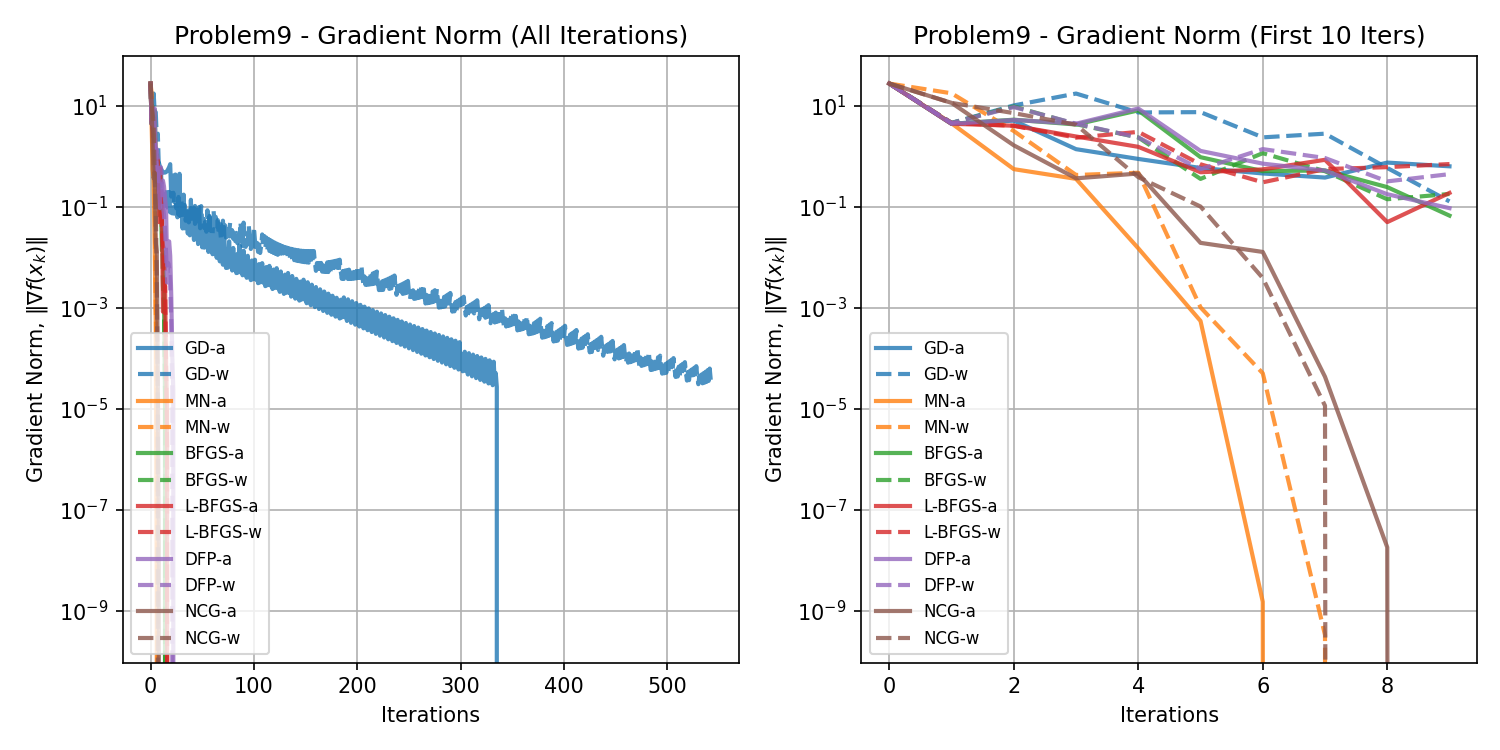 Problem9 - Gradient Norm (All Iterations)
Gradient Norm, ‖∇f(x_k)‖
10^1
10^-1
10^-3
10^-5
10^-7
10^-9
GD-a
GD-w
MN-a
MN-w
BFGS-a
BFGS-w
L-BFGS-a
L-BFGS-w
DFP-a
DFP-w
NCG-a
NCG-w
0 100 200 300 400 500
Iterations
Problem9 - Gradient Norm (First 10 Iters)
Gradient Norm, ‖∇f(x_k)‖
10^1
10^-1
10^-3
10^-5
10^-7
10^-9
GD-a
GD-w
MN-a
MN-w
BFGS-a
BFGS-w
L-BFGS-a
L-BFGS-w
DFP-a
DFP-w
NCG-a
NCG-w
0 2 4 6 8
Iterations